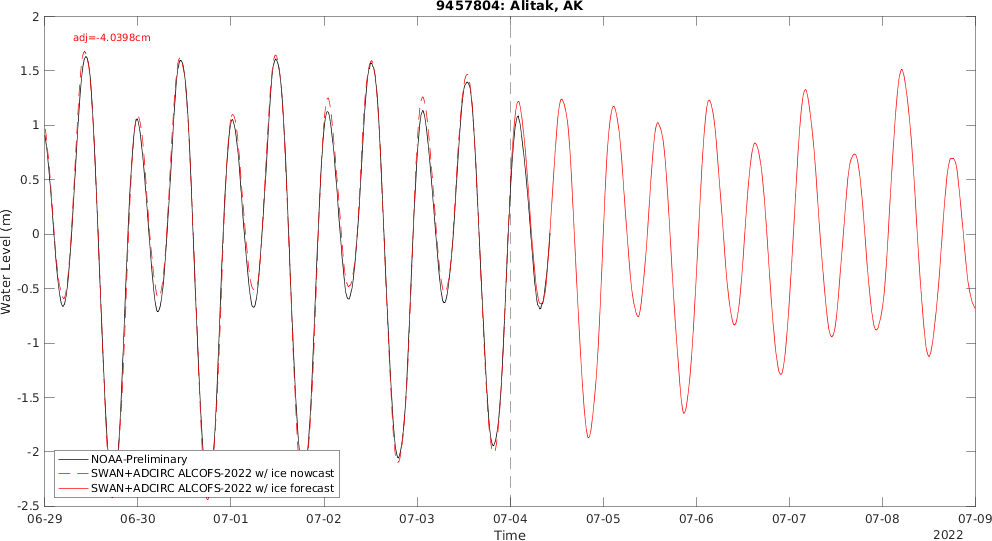 9457804: Alitak, AK
adj=-4.0398cm
Water Level (m)
2
1.5
1
0.5
0
-0.5
-1
-1.5
-2
-2.5
NOAA-Preliminary
SWAN+ADCIRC ALCOFS-2022 w/ ice nowcast
SWAN+ADCIRC ALCOFS-2022 w/ ice forecast
06-29 06-30 07-01 07-02 07-03 07-04 07-05 07-06 07-07 07-08 07-09
Time
2022